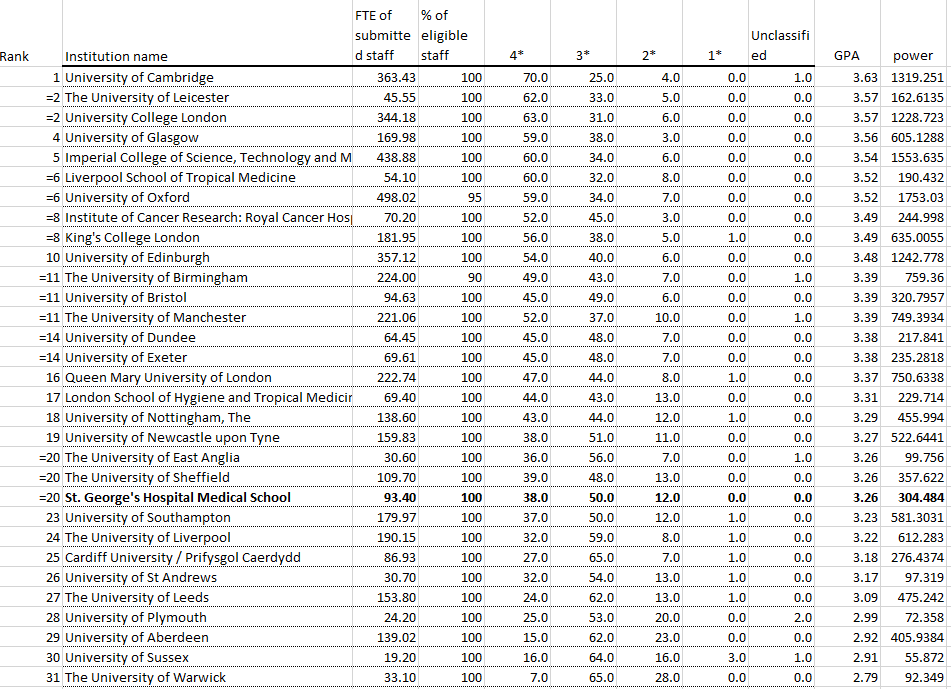 Rank Institution name FTE of submitte d staff % of eligible staff 4* 3* 2* 1* Unclassifi ed GPA power
1 University of Cambridge 363.43 100 70.0 25.0 4.0 0.0 1.0 3.63 1319.251
=2 The University of Leicester 45.55 100 62.0 33.0 5.0 0.0 0.0 3.57 162.6135
=2 University College London 344.18 100 63.0 31.0 6.0 0.0 0.0 3.57 1228.723
4 University of Glasgow 169.98 100 59.0 38.0 3.0 0.0 0.0 3.56 605.1288
5 Imperial College of Science, Technology and M 438.88 100 60.0 34.0 6.0 0.0 0.0 3.54 1553.635
=6 Liverpool School of Tropical Medicine 54.10 100 60.0 32.0 8.0 0.0 0.0 3.52 190.432
=6 University of Oxford 498.02 95 59.0 34.0 7.0 0.0 0.0 3.52 1753.03
=8 Institute of Cancer Research: Royal Cancer Hosp 70.20 100 52.0 45.0 3.0 0.0 0.0 3.49 244.998
=8 King's College London 181.95 100 56.0 38.0 5.0 1.0 0.0 3.49 635.0055
10 University of Edinburgh 357.12 100 54.0 40.0 6.0 0.0 0.0 3.48 1242.778
=11 The University of Birmingham 224.00 90 49.0 43.0 7.0 0.0 1.0 3.39 759.36
=11 University of Bristol 94.63 100 45.0 49.0 6.0 0.0 0.0 3.39 320.7957
=11 The University of Manchester 221.06 100 52.0 37.0 10.0 0.0 1.0 3.39 749.3934
=14 University of Dundee 64.45 100 45.0 48.0 7.0 0.0 0.0 3.38 217.841
=14 University of Exeter 69.61 100 45.0 48.0 7.0 0.0 0.0 3.38 235.2818
16 Queen Mary University of London 222.74 100 47.0 44.0 8.0 1.0 0.0 3.37 750.6338
17 London School of Hygiene and Tropical Medicir 69.40 100 44.0 43.0 13.0 0.0 0.0 3.31 229.714
18 University of Nottingham, The 138.60 100 43.0 44.0 12.0 1.0 0.0 3.29 455.994
19 University of Newcastle upon Tyne 159.83 100 38.0 51.0 11.0 0.0 0.0 3.27 522.6441
=20 University of East Anglia 30.60 100 36.0 56.0 7.0 0.0 1.0 3.26 99.756
=20 The University of Sheffield 109.70 100 39.0 48.0 13.0 0.0 0.0 3.26 357.622
=20 St. George's Hospital Medical School 93.40 100 38.0 50.0 12.0 0.0 0.0 3.26 304.484
23 University of Southampton 179.97 100 37.0 50.0 12.0 1.0 0.0 3.23 581.3031
24 The University of Liverpool 190.15 100 32.0 59.0 8.0 1.0 0.0 3.22 612.283
25 Cardiff University / Prifysgol Caerdydd 86.93 100 27.0 65.0 7.0 1.0 0.0 3.18 276.4374
26 University of St Andrews 30.70 100 32.0 54.0 13.0 1.0 0.0 3.17 97.319
27 The University of Leeds 153.80 100 24.0 62.0 13.0 1.0 0.0 3.09 475.242
28 University of Plymouth 24.20 100 25.0 53.0 20.0 0.0 2.0 2.99 72.358
29 University of Aberdeen 139.02 100 15.0 62.0 23.0 0.0 0.0 2.92 405.9384
30 University of Sussex 19.20 100 16.0 64.0 16.0 3.0 1.0 2.91 55.872
31 The University of Warwick 33.10 100 7.0 65.0 28.0 0.0 0.0 2.79 92.349